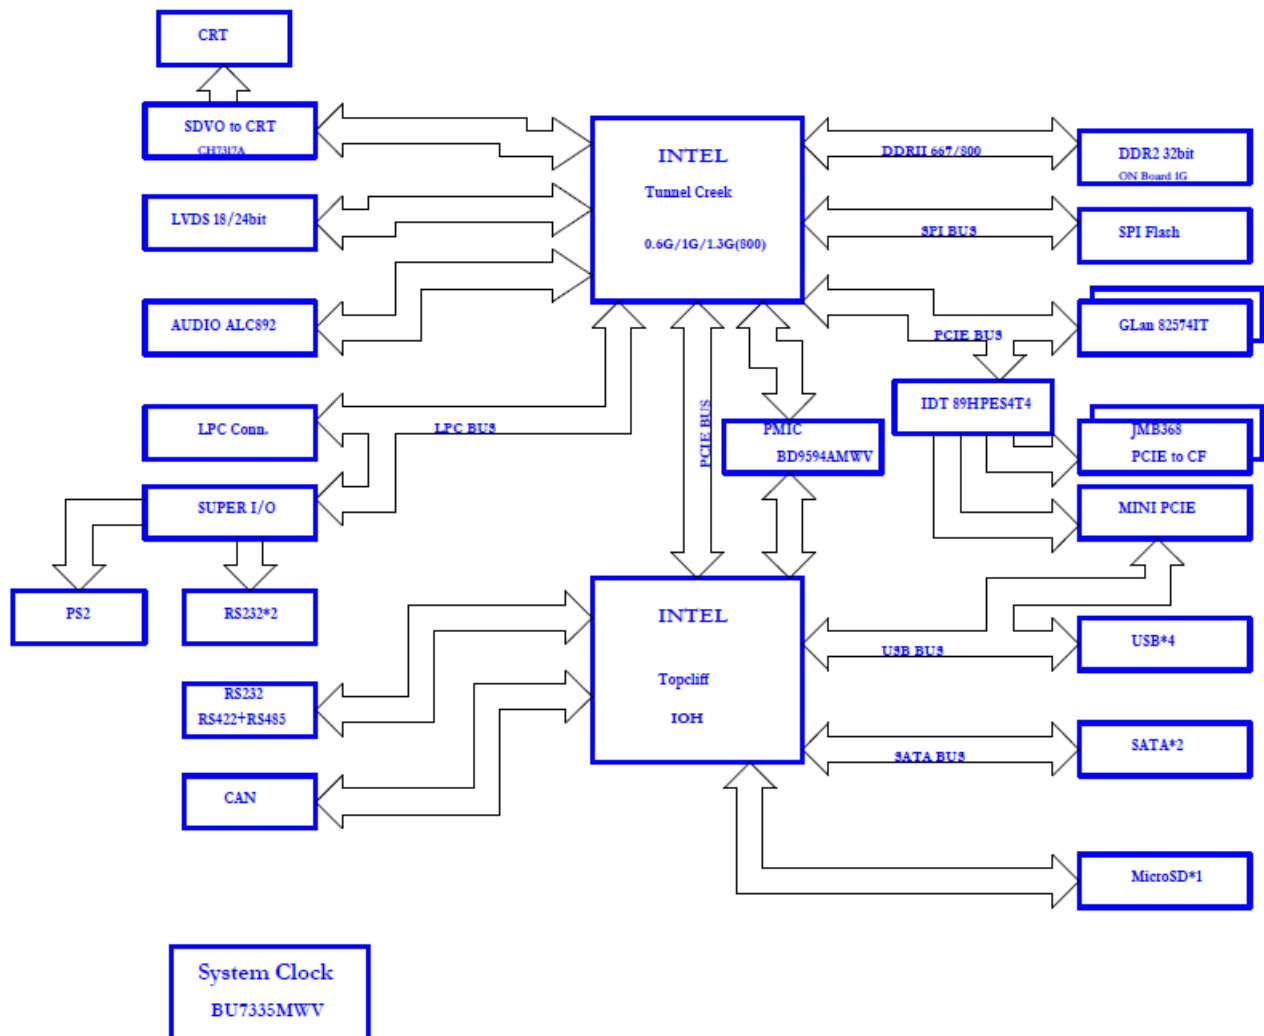 CRT
SDVO to CRT
CH7317A
INTEL
Tunnel Creek
0.6G/1G/1.3G(800)
DDRII 667/800
DDR2 32bit
ON Board 1G
LVDS 18/24bit
SPI BUS
SPI Flash
AUDIO ALC892
PCIE BUS
GLan 82574IT
IDT 89HPES4T4
LPC Conn.
LPC BUS
PCIE BUS
PMIC
BD9594AMWV
JMB368
PCIE to CF
SUPER I/O
MINI PCIE
PS2
RS232*2
INTEL
Topcliff
IOH
USB BUS
USB*4
RS232
RS422+RS485
SATA BUS
SATA*2
CAN
MicroSD*1
System Clock
BU7335MWV